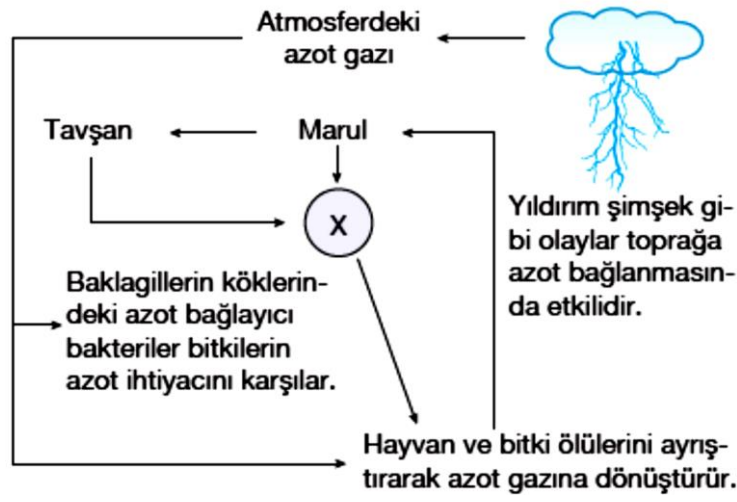 Atmosferdeki
azot gazı
Tavşan
Marul
X
Yıldırım şimşek gi-
bi olaylar toprağa
azot bağlanmasın-
da etkilidir.
Baklagillerin köklerin-
deki azot bağlayıcı
bakteriler bitkilerin
azot ihtiyacını karşılar.
Hayvan ve bitki ölülerini ayrış-
tırarak azot gazına dönüştürür.